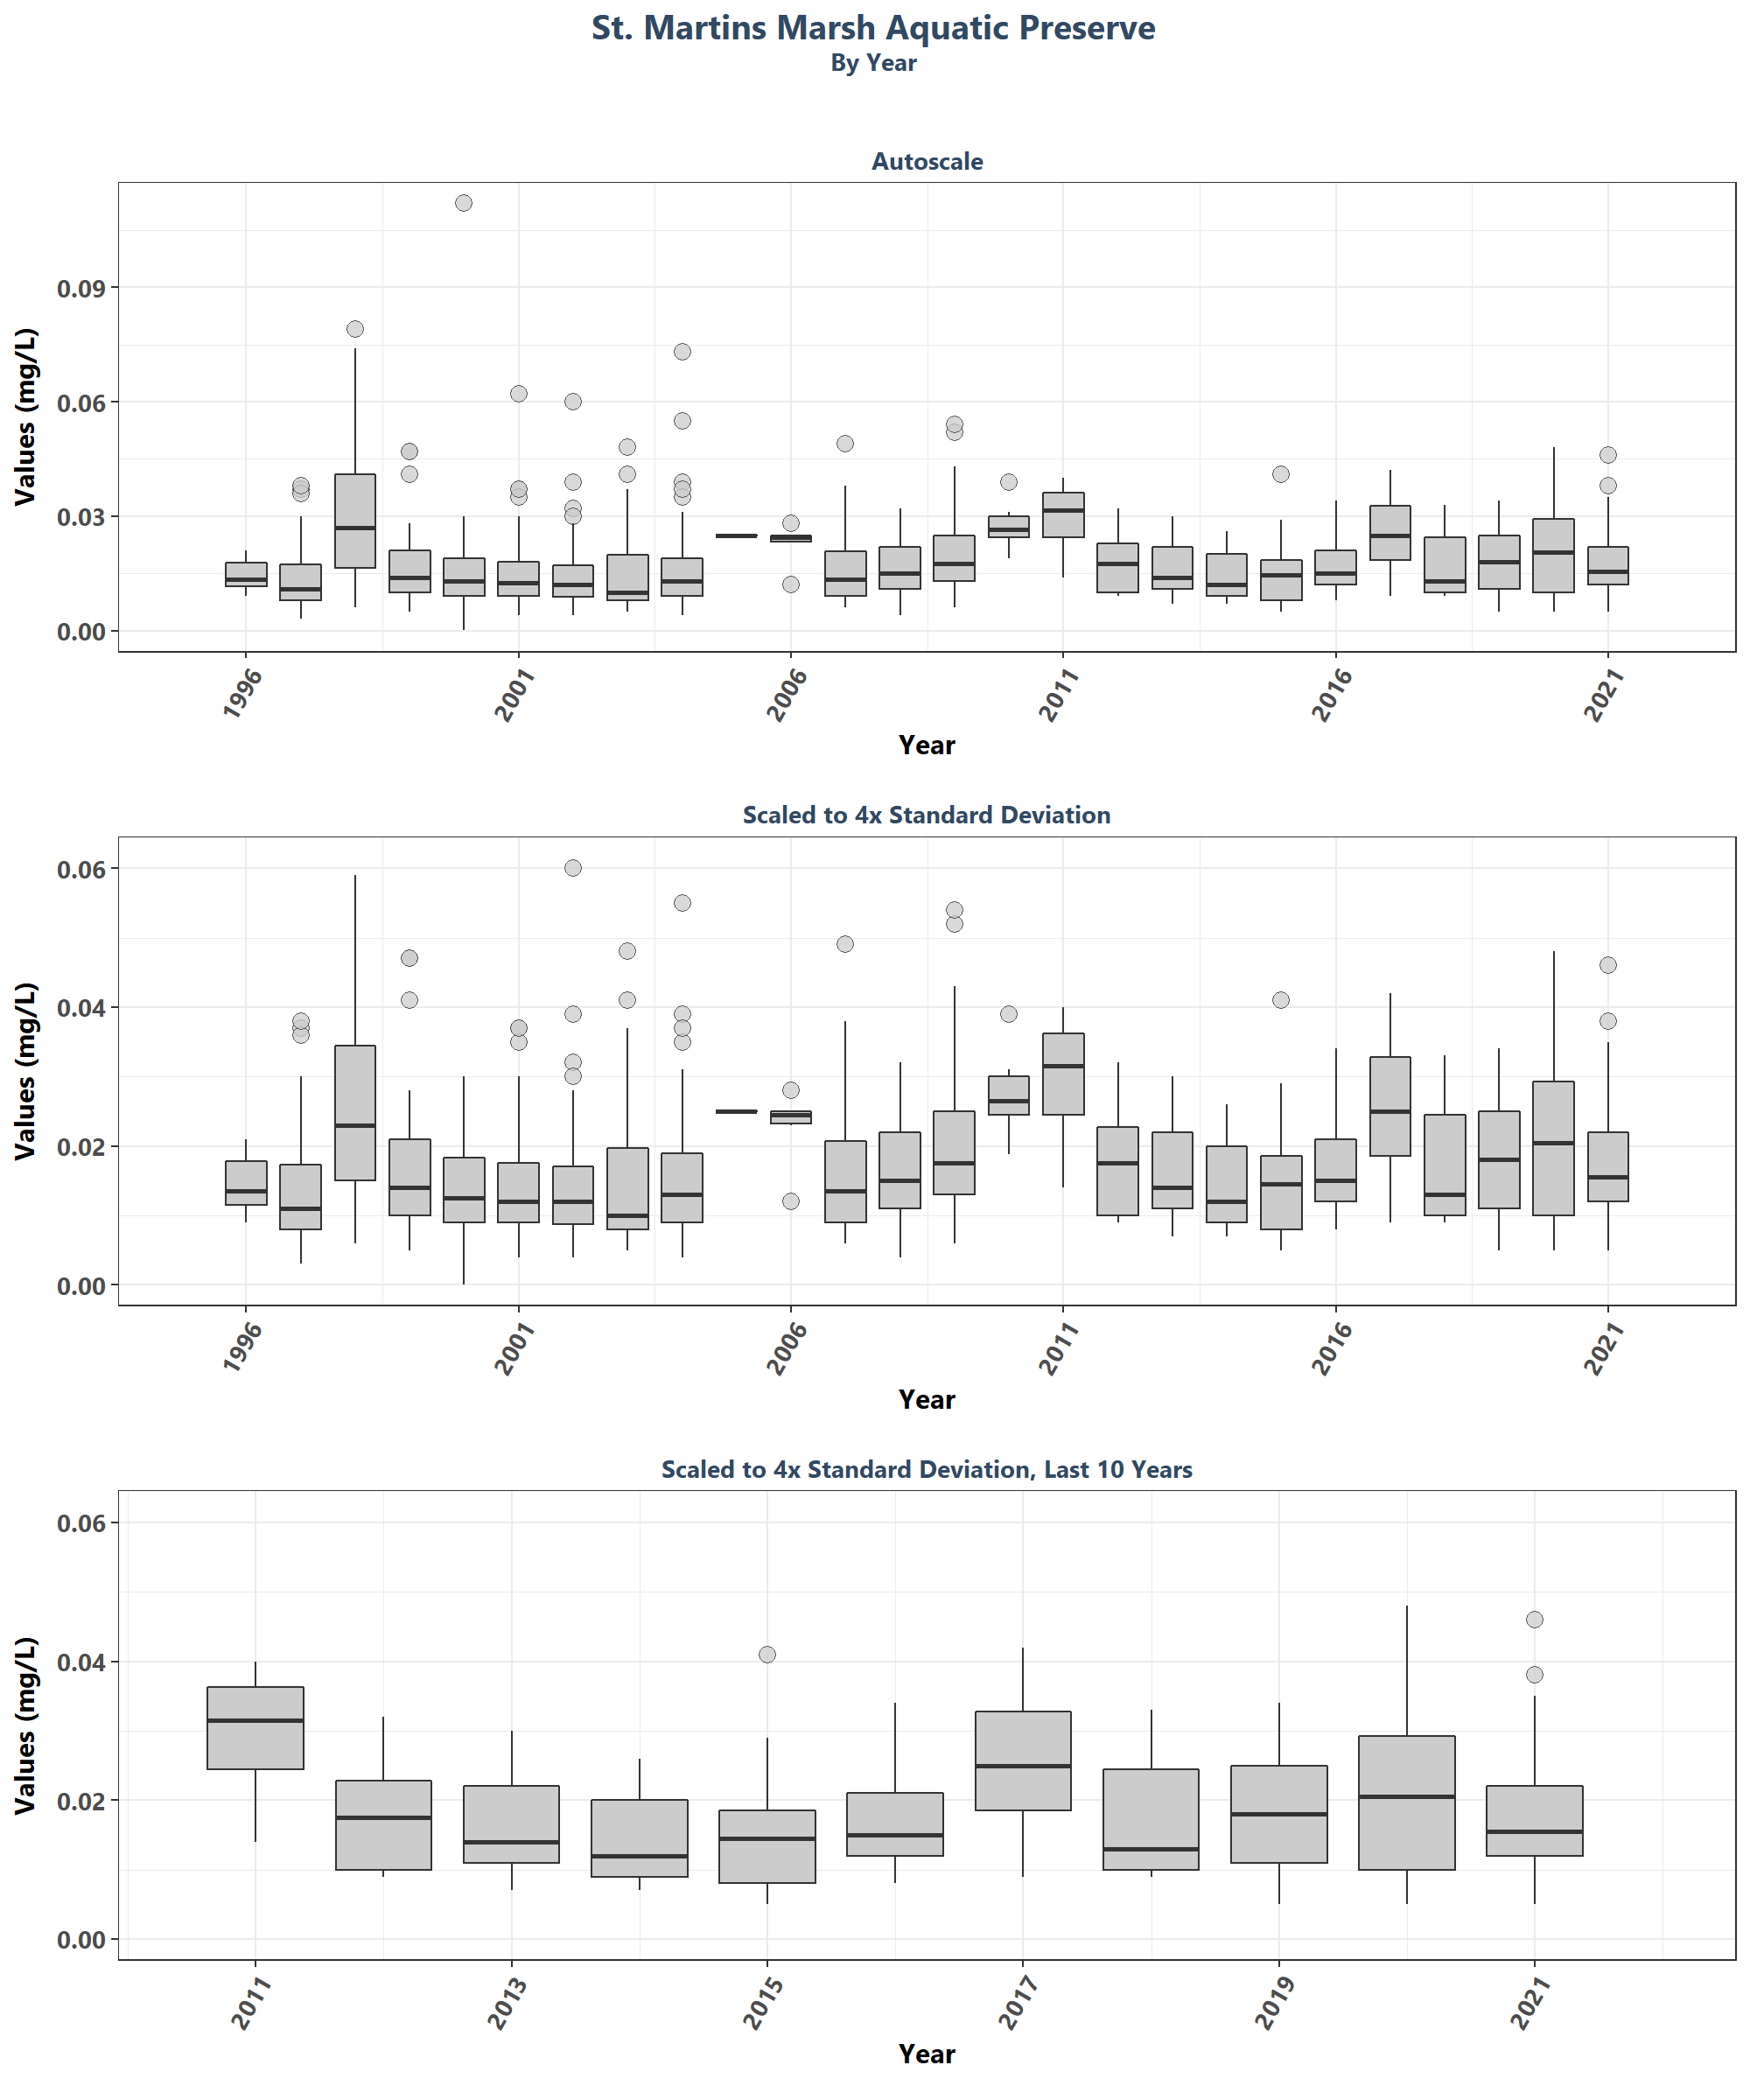 St. Martins Marsh Aquatic Preserve
By Year
Autoscale
Values (mg/L)
0.09
0.06
0.03
0.00
1996 2001 2006 2011 2016 2021
Year
Scaled to 4x Standard Deviation
Values (mg/L)
0.06
0.04
0.02
0.00
1996 2001 2006 2011 2016 2021
Year
Scaled to 4x Standard Deviation, Last 10 Years
Values (mg/L)
0.06
0.04
0.02
0.00
2011 2013 2015 2017 2019 2021
Year